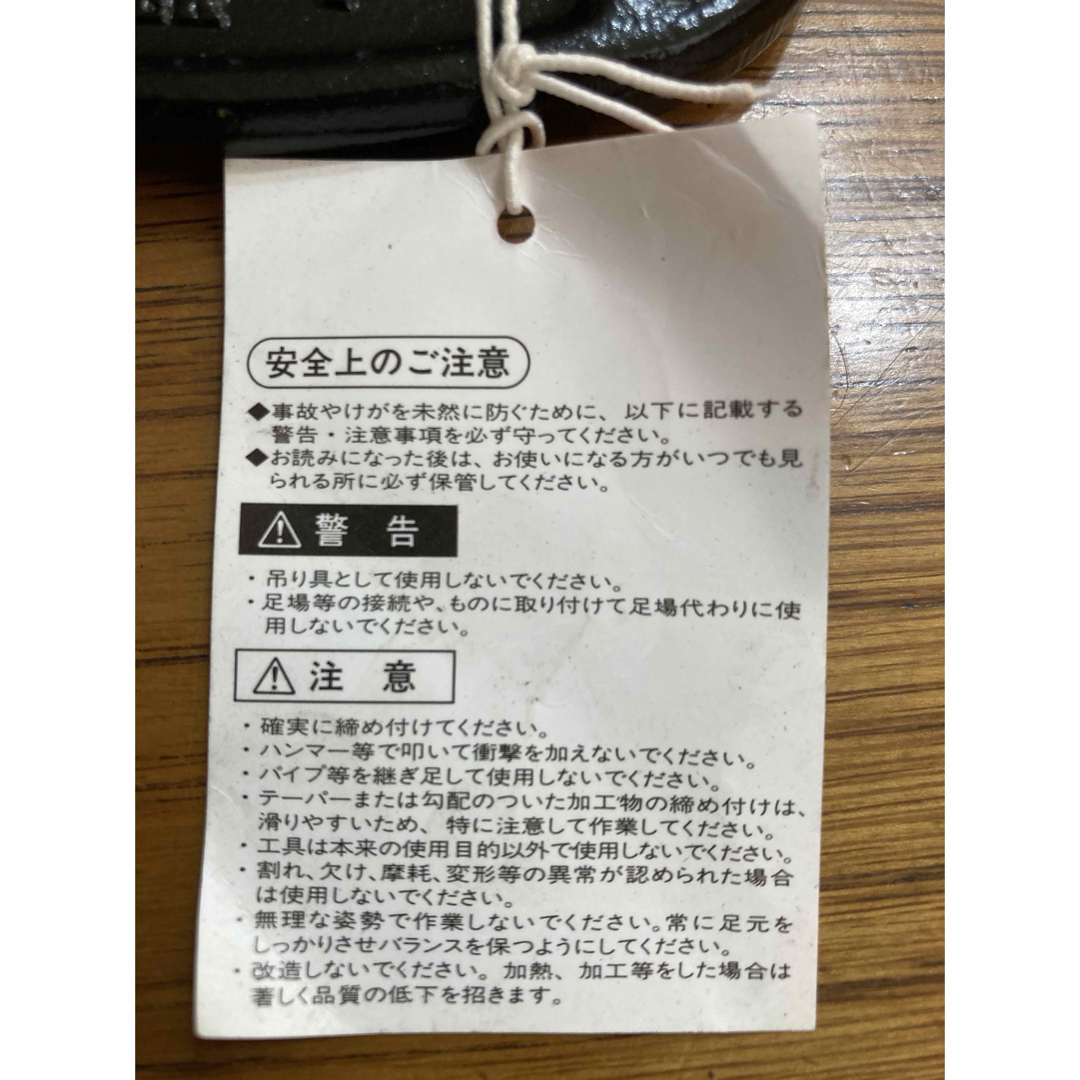 安全上のご注意
◆事故やけがを未然に防ぐために、以下に記載する
警告・注意事項を必ず守ってください。
◆お読みになった後は、お使いになる方がいつでも見
られる所に必ず保管してください。
⚠警 告
・吊り具として使用しないでください。
・足場等の接続や、ものに取り付けて足場代わりに使
用しないでください。
⚠注 意
・確実に締め付けてください。
・ハンマー等で叩いて衝撃を加えないでください。
・パイプ等を継ぎ足して使用しないでください。
・テーパーまたは勾配のついた加工物の締め付けは、
滑りやすいため、特に注意して作業してください。
・工具は本来の使用目的以外で使用しないでください。
・割れ、欠け、摩耗、変形等の異常が認められた場合
は使用しないでください。
・無理な姿勢で作業しないでください。常に足元を
しっかりさせバランスを保つようにしてください。
・改造しないでください。加熱、加工等をした場合は
著しく品質の低下を招きます。